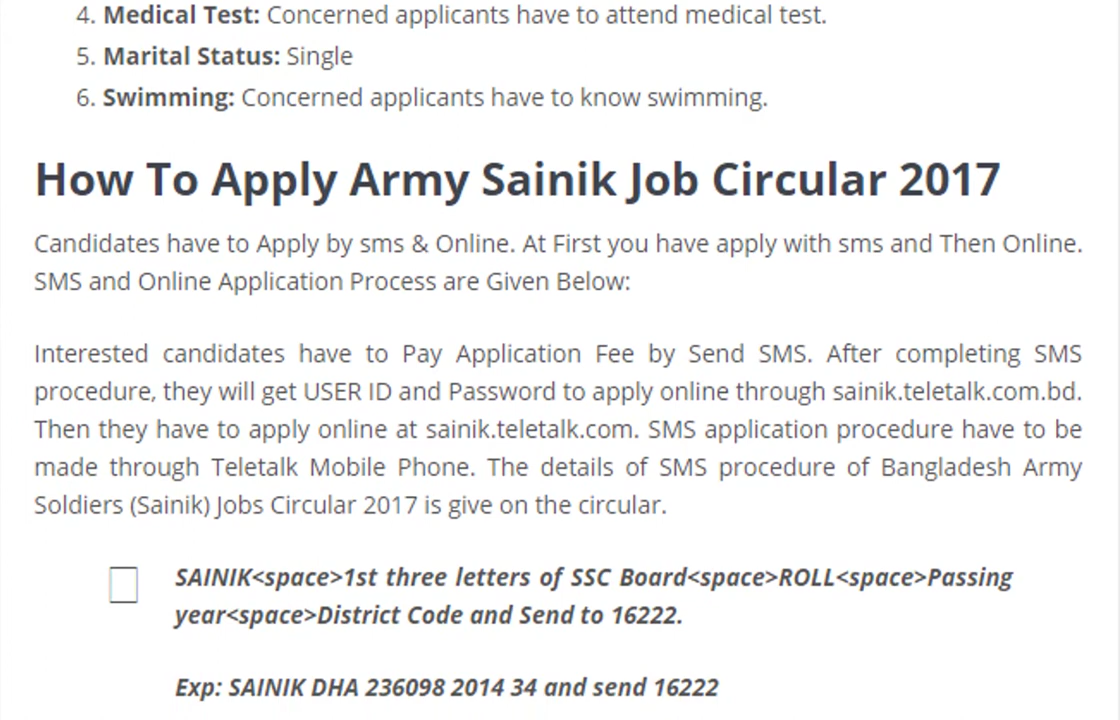 4. Medical Test: Concerned applicants have to attend medical test.
5. Marital Status: Single
6. Swimming: Concerned applicants have to know swimming.
How To Apply Army Sainik Job Circular 2017
Candidates have to Apply by sms & Online. At First you have apply with sms and Then Online.
SMS and Online Application Process are Given Below:
Interested candidates have to Pay Application Fee by Send SMS. After completing SMS
procedure, they will get USER ID and Password to apply online through sainik.teletalk.com.bd.
Then they have to apply online at sainik.teletalk.com. SMS application procedure have to be
made through Teletalk Mobile Phone. The details of SMS procedure of Bangladesh Army
Soldiers (Sainik) Jobs Circular 2017 is give on the circular.
SAINIK<space>1st three letters of SSC Board<space>ROLL<space>Passing
year<space>District Code and Send to 16222.
Exp: SAINIK DHA 236098 2014 34 and send 16222